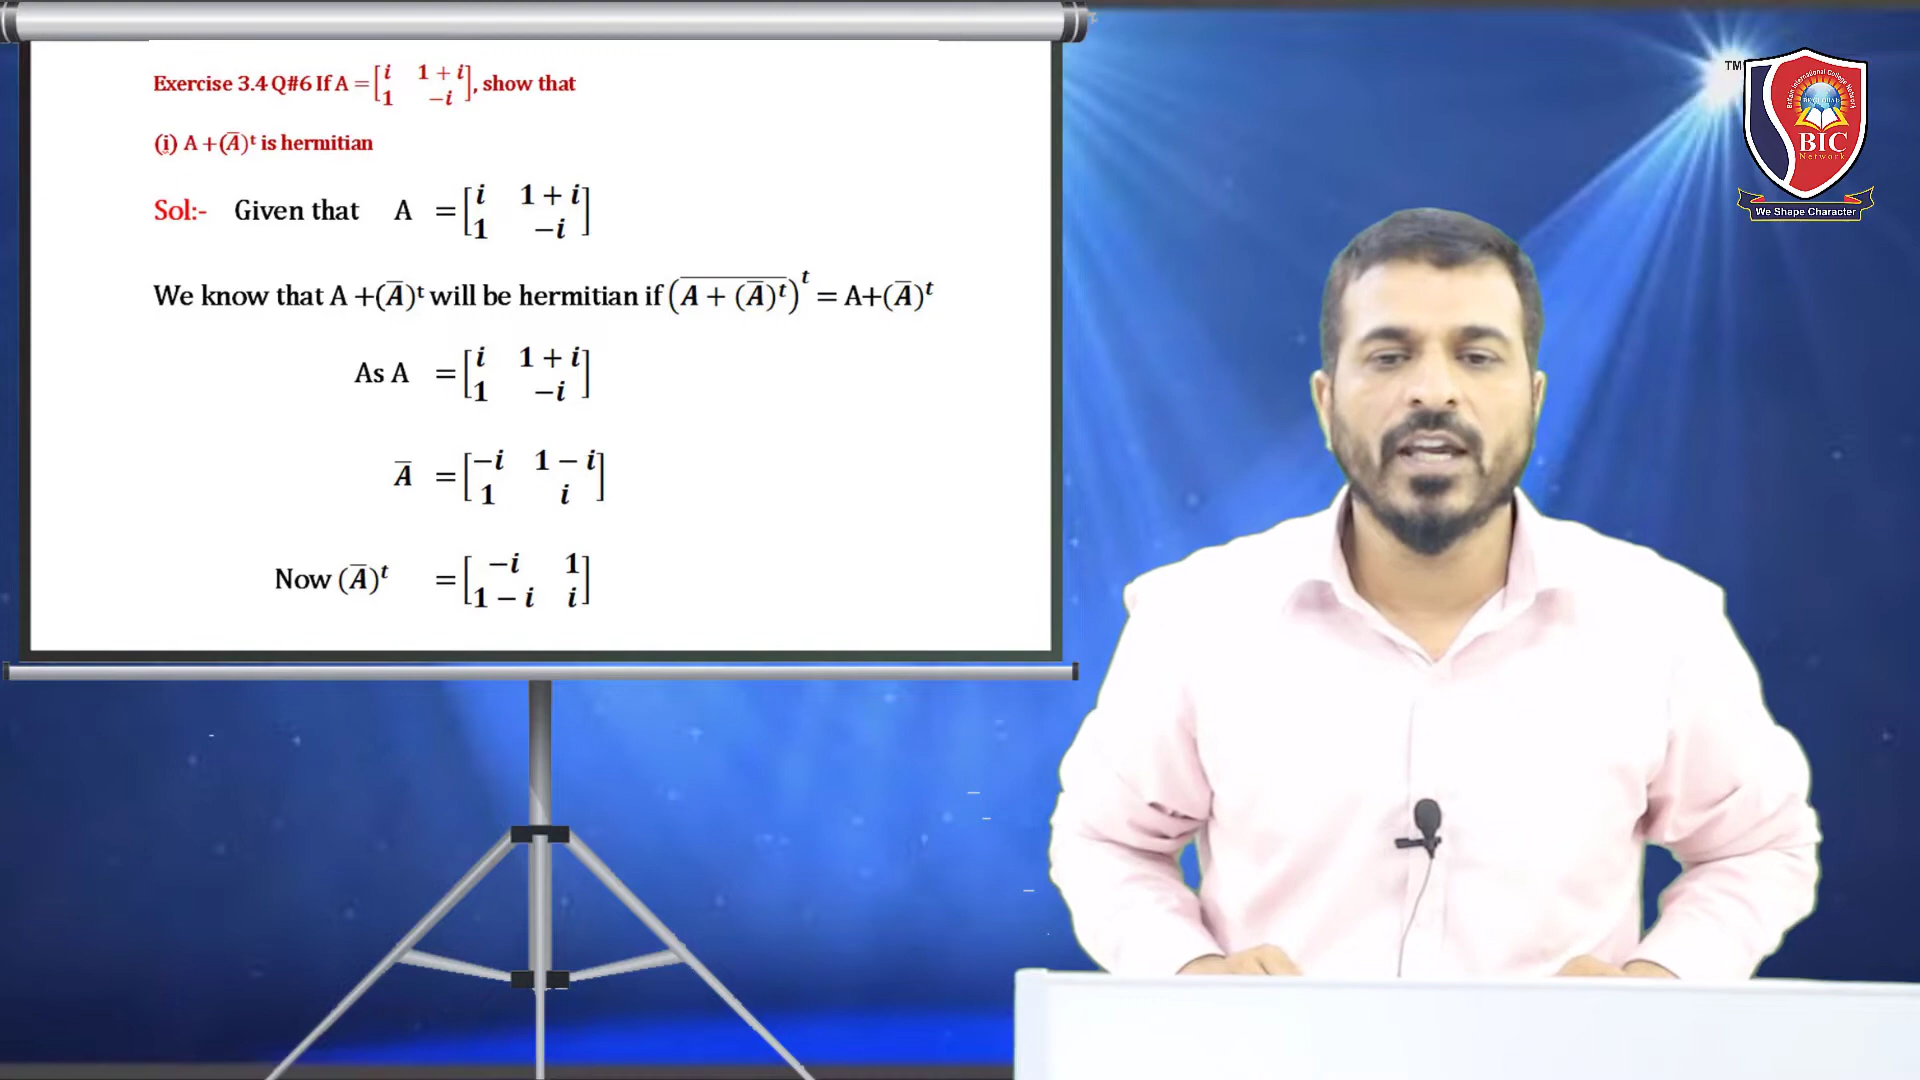 Exercise 3.4 Q#6 If A = [i 1 + i; 1 −i], show that
(i) A + (A̅)ᵗ is hermitian
Sol:- Given that A = [i 1 + i; 1 −i]
We know that A +(A̅)ᵗ will be hermitian if (A + (A̅)ᵗ‾)ᵗ = A+(A̅)ᵗ
As A = [i 1 + i; 1 −i]
A̅ = [−i 1 − i; 1 i]
Now (A̅)ᵗ = [−i 1; 1 − i i]
TM
BIC
Network
We Shape Character